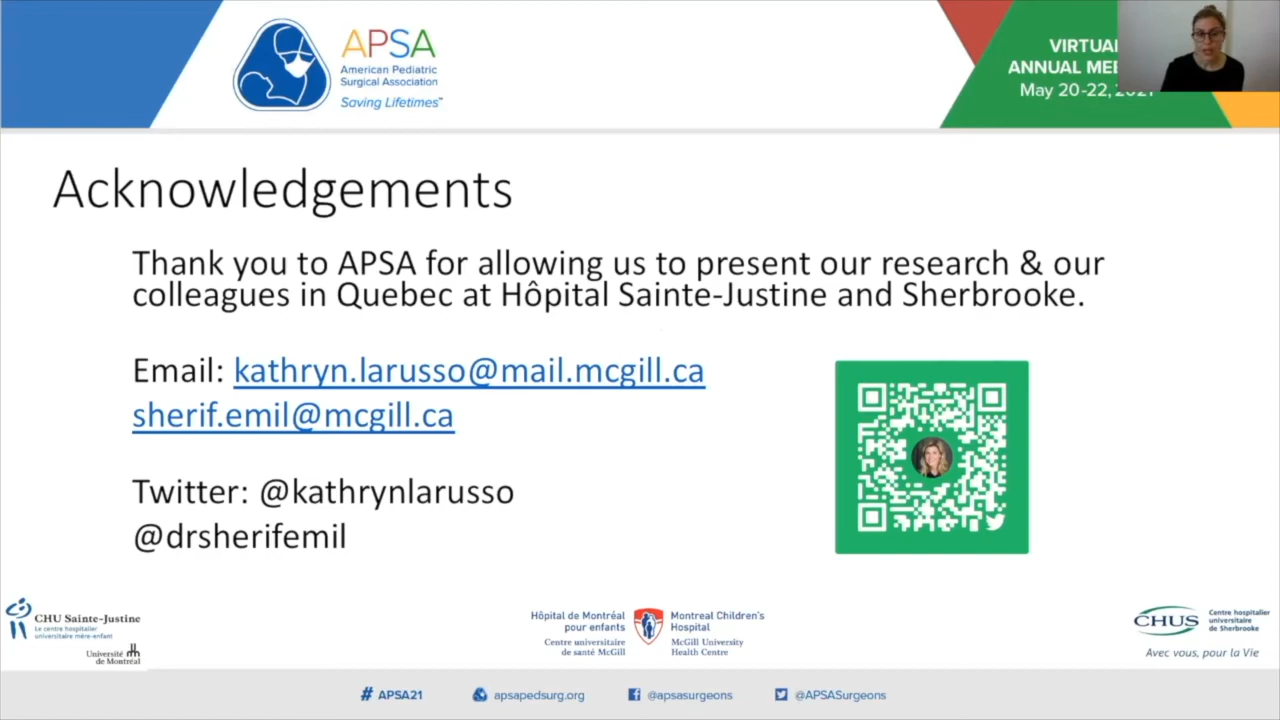 APSA
American Pediatric
Surgical Association
Saving Lifetimes™
VIRTUAL
ANNUAL MEE
May 20-22, 2021
Acknowledgements
Thank you to APSA for allowing us to present our research & our
colleagues in Quebec at Hôpital Sainte-Justine and Sherbrooke.
Email: kathryn.larusso@mail.mcgill.ca
sherif.emil@mcgill.ca
Twitter: @kathrynlarusso
@drsherifemil
CHU Sainte-Justine
Le centre hospitalier
universitaire mère-enfant
Université
de Montréal
Hôpital de Montréal
pour enfants
Centre universitaire
de santé McGill
Montreal Children's
Hospital
McGill University
Health Centre
CHUS
Centre hospitalier
universitaire
de Sherbrooke
Avec vous, pour la Vie
# APSA21
apsapedsurg.org
@apsasurgeons
@APSASurgeons